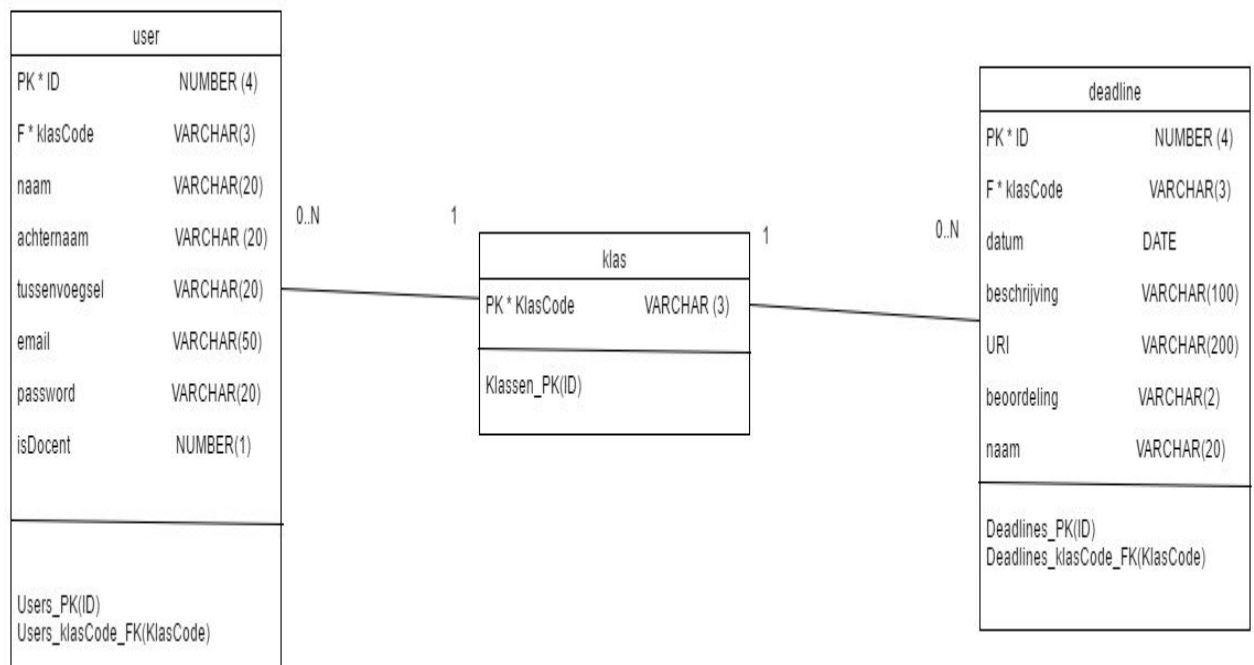 user
PK * ID NUMBER (4)
F * klasCode VARCHAR(3)
naam VARCHAR(20)
achternaam VARCHAR (20)
tussenvoegsel VARCHAR(20)
email VARCHAR(50)
password VARCHAR(20)
isDocent NUMBER(1)
Users_PK(ID)
Users_klasCode_FK(KlasCode)
0..N
1
klas
PK * KlasCode VARCHAR (3)
Klassen_PK(ID)
1
0..N
deadline
PK * ID NUMBER (4)
F * klasCode VARCHAR(3)
datum DATE
beschrijving VARCHAR(100)
URI VARCHAR(200)
beoordeling VARCHAR(2)
naam VARCHAR(20)
Deadlines_PK(ID)
Deadlines_klasCode_FK(KlasCode)